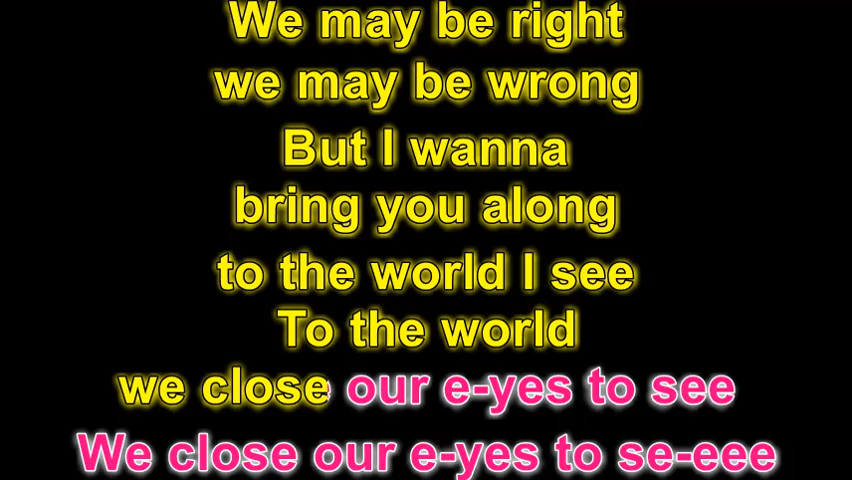 We may be right
we may be wrong
But I wanna
bring you along
to the world I see
To the world
we close our e-yes to see
We close our e-yes to se-eee